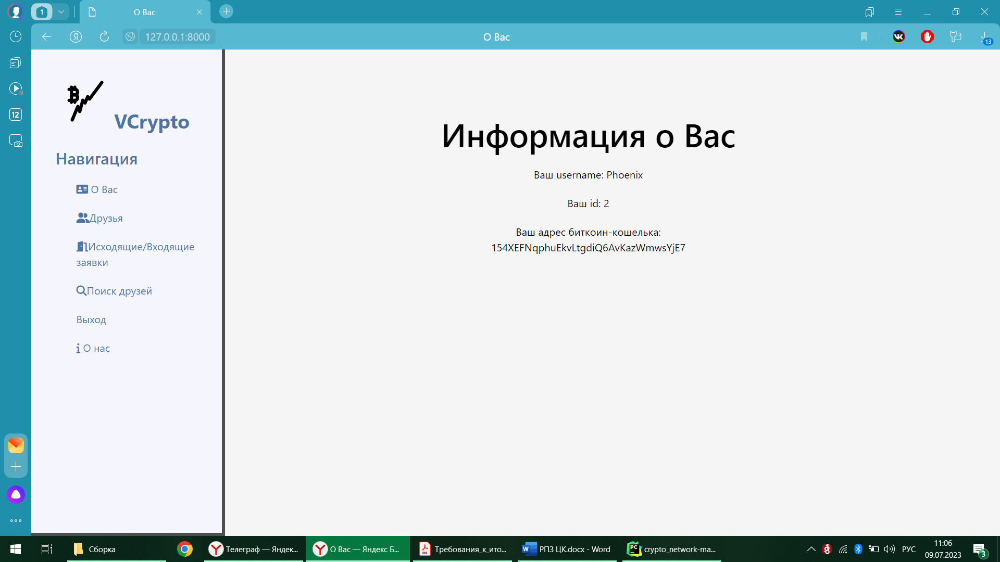 1
О Вас
127.0.0.1:8000
О Вас
13
12
VCrypto
Навигация
О Вас
Друзья
Исходящие/Входящие
заявки
Поиск друзей
Выход
О нас
Информация о Вас
Ваш username: Phoenix
Ваш id: 2
Ваш адрес биткоин-кошелька:
154XEFNqphuEkvLtgdiQ6AvKazWmwsYjE7
Сборка
Телеграф — Яндек...
О Вас — Яндекс Б...
Требования_к_ито...
РПЗ ЦК.docx - Word
crypto_network-ma...
РУС
11:06
09.07.2023
3